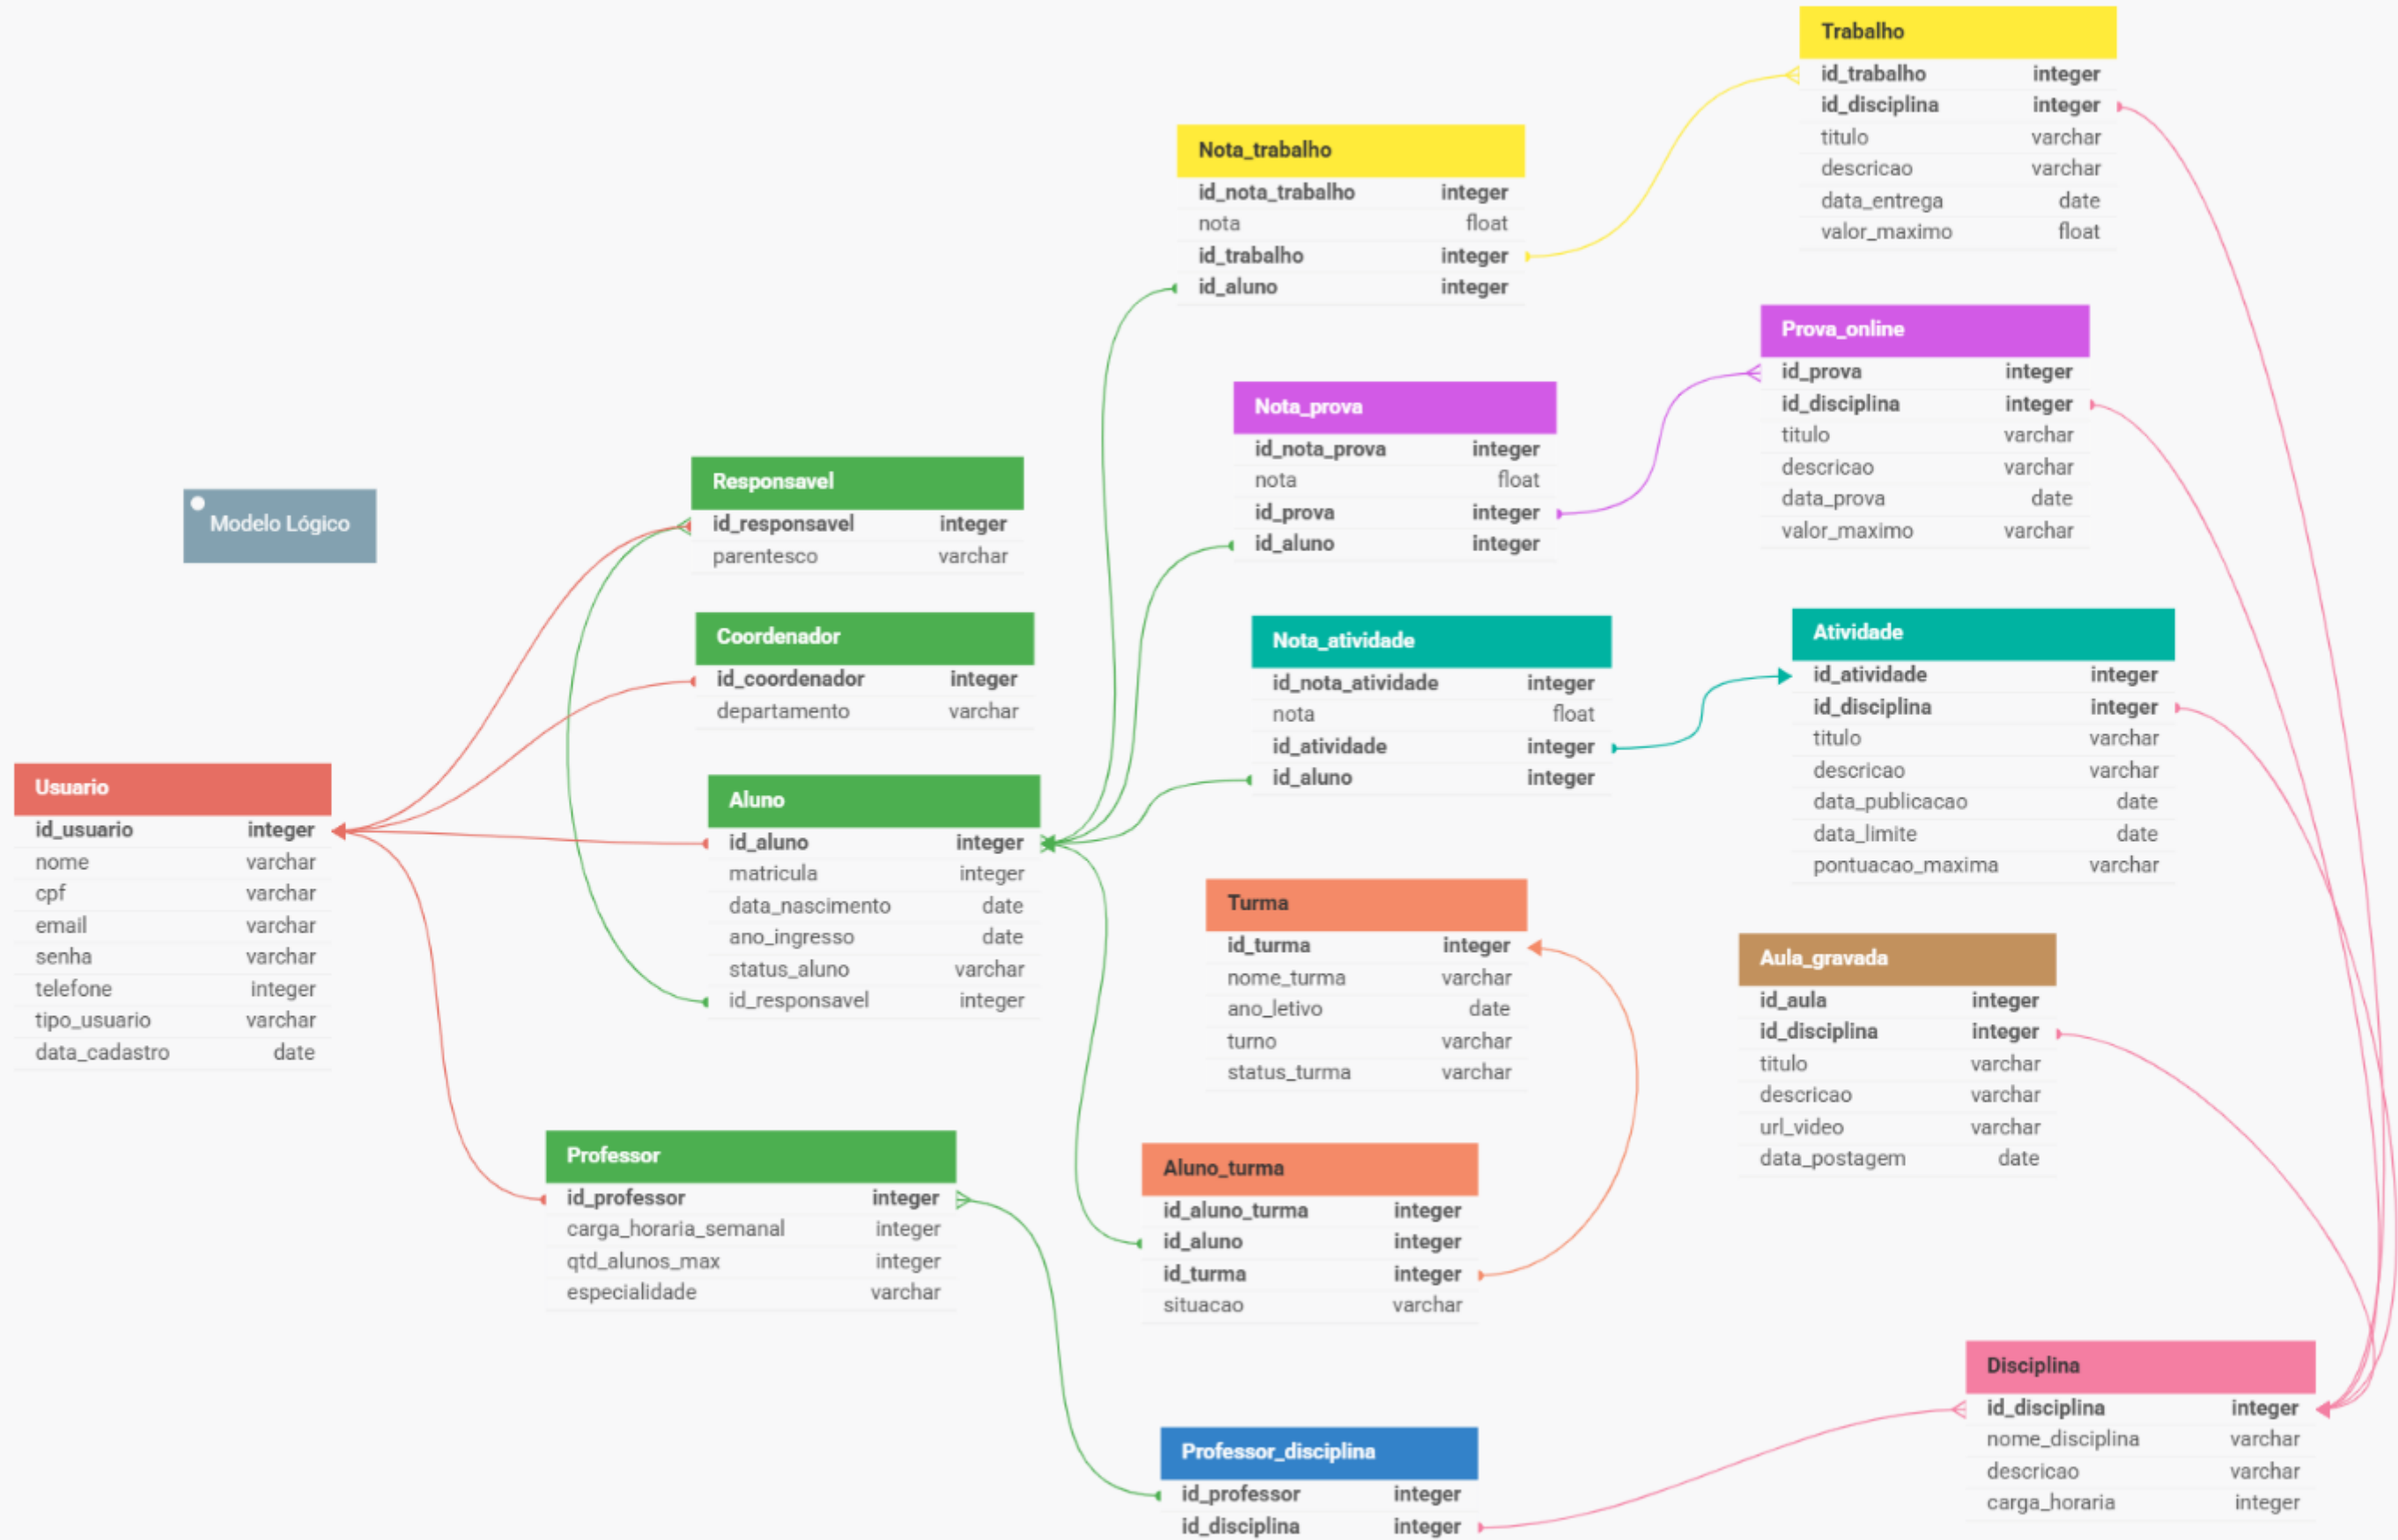 Modelo Lógico
Usuario
id_usuario integer
nome varchar
cpf varchar
email varchar
senha varchar
telefone integer
tipo_usuario varchar
data_cadastro date
Responsavel
id_responsavel integer
parentesco varchar
Coordenador
id_coordenador integer
departamento varchar
Aluno
id_aluno integer
matricula integer
data_nascimento date
ano_ingresso date
status_aluno varchar
id_responsavel integer
Professor
id_professor integer
carga_horaria_semanal integer
qtd_alunos_max integer
especialidade varchar
Nota_trabalho
id_nota_trabalho integer
nota float
id_trabalho integer
id_aluno integer
Nota_prova
id_nota_prova integer
nota float
id_prova integer
id_aluno integer
Nota_atividade
id_nota_atividade integer
nota float
id_atividade integer
id_aluno integer
Turma
id_turma integer
nome_turma varchar
ano_letivo date
turno varchar
status_turma varchar
Aluno_turma
id_aluno_turma integer
id_aluno integer
id_turma integer
situacao varchar
Professor_disciplina
id_professor integer
id_disciplina integer
Trabalho
id_trabalho integer
id_disciplina integer
titulo varchar
descricao varchar
data_entrega date
valor_maximo float
Prova_online
id_prova integer
id_disciplina integer
titulo varchar
descricao varchar
data_prova date
valor_maximo varchar
Atividade
id_atividade integer
id_disciplina integer
titulo varchar
descricao varchar
data_publicacao date
data_limite date
pontuacao_maxima varchar
Aula_gravada
id_aula integer
id_disciplina integer
titulo varchar
descricao varchar
url_video varchar
data_postagem date
Disciplina
id_disciplina integer
nome_disciplina varchar
descricao varchar
carga_horaria integer